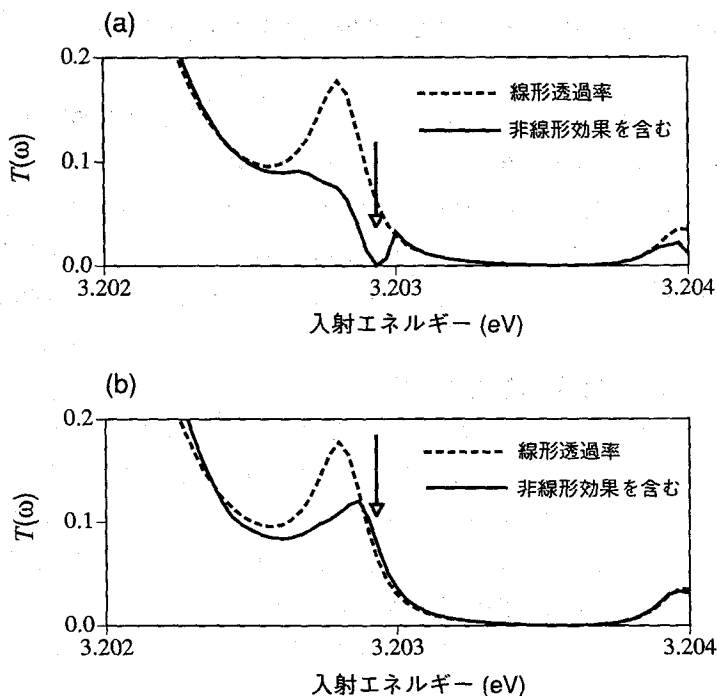 (a)
0.2
0.1
0.0
T(ω)
線形透過率
非線形効果を含む
3.202
3.203
3.204
入射エネルギー (eV)
(b)
0.2
0.1
0.0
T(ω)
線形透過率
非線形効果を含む
3.202
3.203
3.204
入射エネルギー (eV)